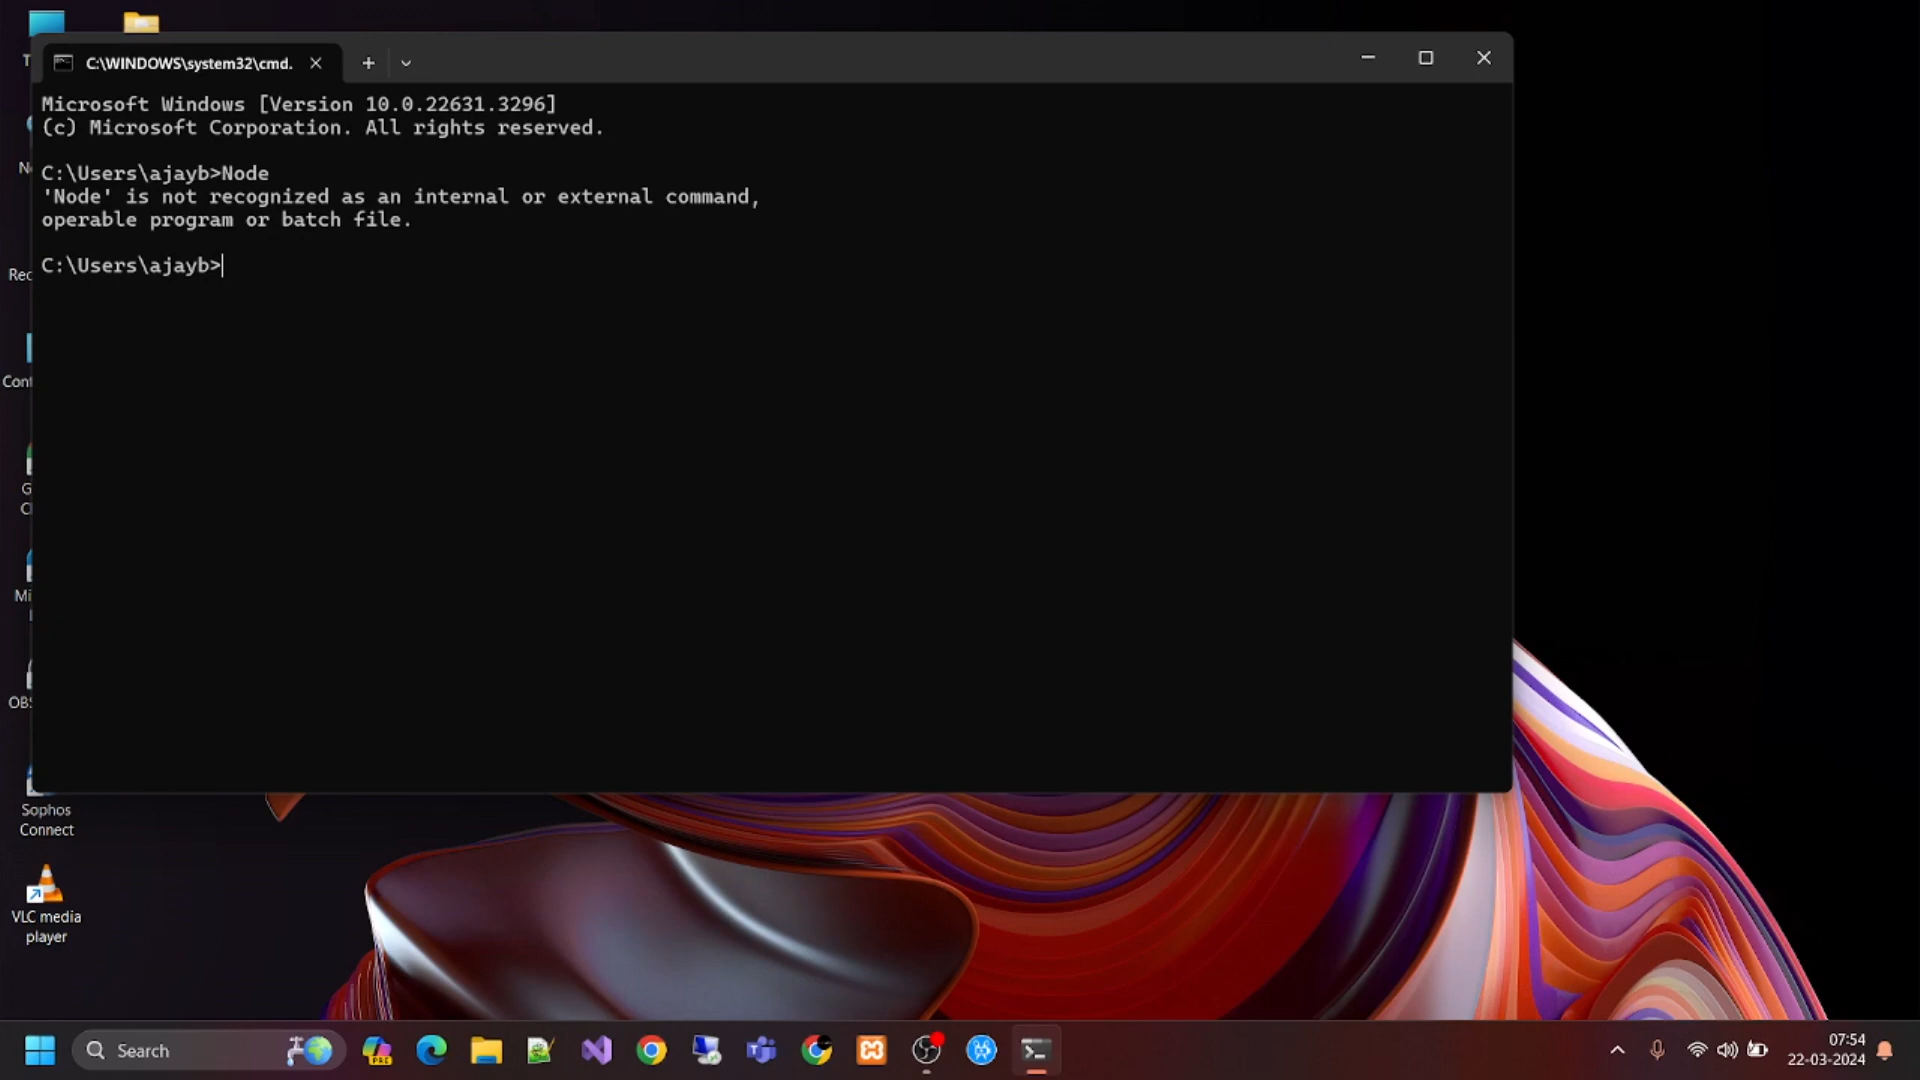 C:\WINDOWS\system32\cmd.
Microsoft Windows [Version 10.0.22631.3296]
(c) Microsoft Corporation. All rights reserved.
C:\Users\ajayb>Node
'Node' is not recognized as an internal or external command,
operable program or batch file.
C:\Users\ajayb>
Sophos
Connect
VLC media
player
Search
PRE
07:54
22-03-2024